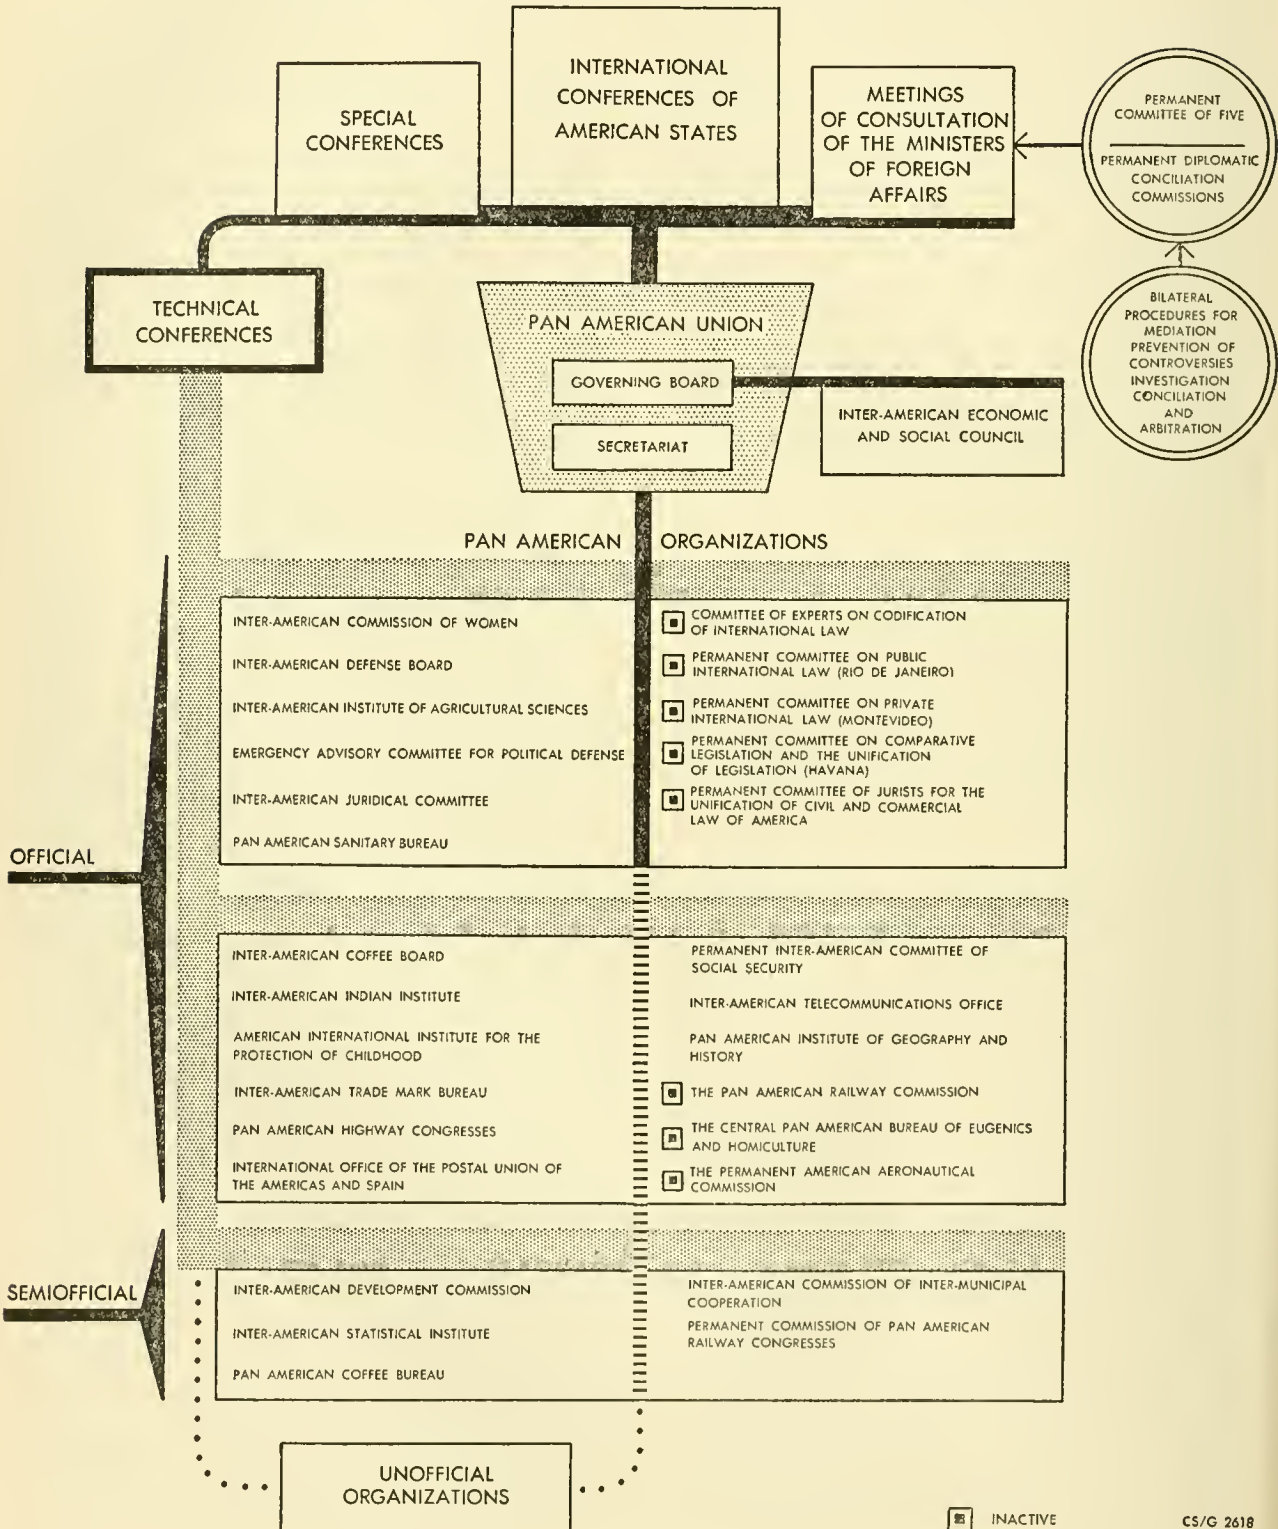 INTERNATIONAL
CONFERENCES OF
AMERICAN STATES
SPECIAL
CONFERENCES
MEETINGS
OF CONSULTATION
OF THE MINISTERS
OF FOREIGN
AFFAIRS
PERMANENT
COMMITTEE OF FIVE
PERMANENT DIPLOMATIC
CONCILIATION
COMMISSIONS
TECHNICAL
CONFERENCES
PAN AMERICAN UNION
GOVERNING BOARD
SECRETARIAT
INTER-AMERICAN ECONOMIC
AND SOCIAL COUNCIL
BILATERAL
PROCEDURES FOR
MEDIATION
PREVENTION OF
CONTROVERSIES
INVESTIGATION
CONCILIATION
AND
ARBITRATION
PAN AMERICAN ORGANIZATIONS
OFFICIAL
INTER-AMERICAN COMMISSION OF WOMEN
INTER-AMERICAN DEFENSE BOARD
INTER-AMERICAN INSTITUTE OF AGRICULTURAL SCIENCES
EMERGENCY ADVISORY COMMITTEE FOR POLITICAL DEFENSE
INTER-AMERICAN JURIDICAL COMMITTEE
PAN AMERICAN SANITARY BUREAU
COMMITTEE OF EXPERTS ON CODIFICATION
OF INTERNATIONAL LAW
PERMANENT COMMITTEE ON PUBLIC
INTERNATIONAL LAW (RIO DE JANEIRO)
PERMANENT COMMITTEE ON PRIVATE
INTERNATIONAL LAW (MONTEVIDEO)
PERMANENT COMMITTEE ON COMPARATIVE
LEGISLATION AND THE UNIFICATION
OF LEGISLATION (HAVANA)
PERMANENT COMMITTEE OF JURISTS FOR THE
UNIFICATION OF CIVIL AND COMMERCIAL
LAW OF AMERICA
INTER-AMERICAN COFFEE BOARD
INTER-AMERICAN INDIAN INSTITUTE
AMERICAN INTERNATIONAL INSTITUTE FOR THE
PROTECTION OF CHILDHOOD
INTER-AMERICAN TRADE MARK BUREAU
PAN AMERICAN HIGHWAY CONGRESSES
INTERNATIONAL OFFICE OF THE POSTAL UNION OF
THE AMERICAS AND SPAIN
PERMANENT INTER-AMERICAN COMMITTEE OF
SOCIAL SECURITY
INTER-AMERICAN TELECOMMUNICATIONS OFFICE
PAN AMERICAN INSTITUTE OF GEOGRAPHY AND
HISTORY
THE PAN AMERICAN RAILWAY COMMISSION
THE CENTRAL PAN AMERICAN BUREAU OF EUGENICS
AND HOMICULTURE
THE PERMANENT AMERICAN AERONAUTICAL
COMMISSION
SEMIOFFICIAL
INTER-AMERICAN DEVELOPMENT COMMISSION
INTER-AMERICAN STATISTICAL INSTITUTE
PAN AMERICAN COFFEE BUREAU
INTER-AMERICAN COMMISSION OF INTER-MUNICIPAL
COOPERATION
PERMANENT COMMISSION OF PAN AMERICAN
RAILWAY CONGRESSES
UNOFFICIAL
ORGANIZATIONS
INACTIVE
CS/G 2618